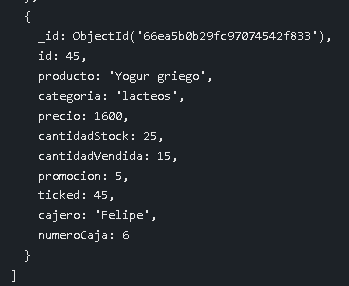 },
{
_id: ObjectId('66ea5b0b29fc97074542f833'),
id: 45,
producto: 'Yogur griego',
categoria: 'lacteos',
precio: 1600,
cantidadStock: 25,
cantidadVendida: 15,
promocion: 5,
ticked: 45,
cajero: 'Felipe',
numeroCaja: 6
}
]